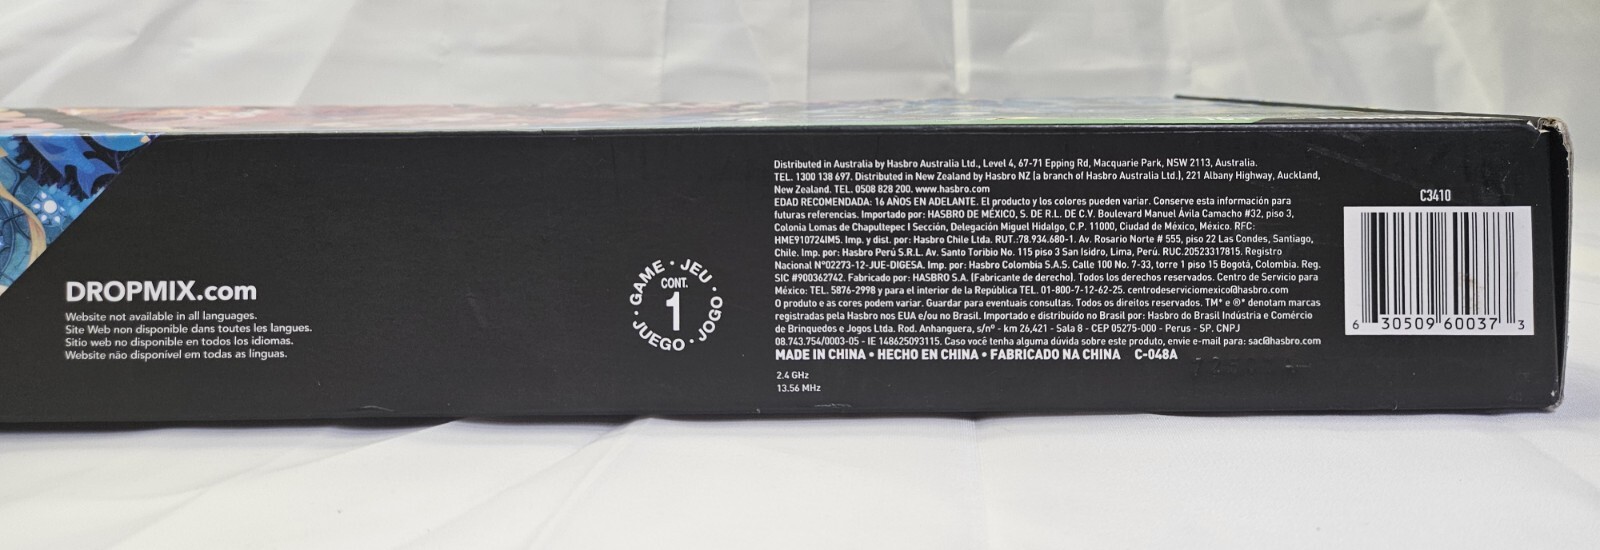 DROPMIX.com
Website not available in all languages.
Site Web non disponible dans toutes les langues.
Sitio web no disponible en todos los idiomas.
Website não disponível em todas as línguas.
GAME • JEU • JOGO • JUEGO •
CONT.
1
Distributed in Australia by Hasbro Australia Ltd., Level 4, 67-71 Epping Rd, Macquarie Park, NSW 2113, Australia.
TEL. 1300 138 697. Distributed in New Zealand by Hasbro NZ (a branch of Hasbro Australia Ltd.), 221 Albany Highway, Auckland,
New Zealand. TEL. 0508 828 200. www.hasbro.com
EDAD RECOMENDADA: 16 AÑOS EN ADELANTE. El producto y los colores pueden variar. Conserve esta información para
futuras referencias. Importado por: HASBRO DE MÉXICO, S. DE R.L. DE C.V. Boulevard Manuel Ávila Camacho #32, piso 3,
Colonia Lomas de Chapultepec I Sección, Delegación Miguel Hidalgo, C.P. 11000, Ciudad de México, México. RFC:
HME910724IM5. Imp. y dist. por: Hasbro Chile Ltda. RUT.:78.934.680-1. Av. Rosario Norte # 555, piso 22 Las Condes, Santiago,
Chile. Imp. por: Hasbro Perú S.R.L. Av. Santo Toribio No. 115 piso 3 San Isidro, Lima, Perú. RUC.20523317815. Registro
Nacional N°02273-12-JUE-DIGESA. Imp. por: Hasbro Colombia S.A.S. Calle 100 No. 7-33, torre 1 piso 15 Bogotá, Colombia. Reg.
SIC #900362742. Fabricado por: HASBRO S.A. (Fabricante de derecho). Todos los derechos reservados. Centro de Servicio para
México: TEL. 5876-2998 y para el interior de la República TEL. 01-800-7-12-62-25. centrodeserviciomexico@hasbro.com
O produto e as cores podem variar. Guardar para eventuais consultas. Todos os direitos reservados. TM* e ®* denotam marcas
registradas pela Hasbro nos EUA e/ou no Brasil. Importado e distribuído no Brasil por: Hasbro do Brasil Indústria e Comércio
de Brinquedos e Jogos Ltda. Rod. Anhanguera, s/nº - km 26,421 - Sala 8 - CEP 05275-000 - Perus - SP. CNPJ
08.743.754/0003-05 - IE 148625093115. Caso você tenha alguma dúvida sobre este produto, envie e-mail para: sac@hasbro.com
MADE IN CHINA • HECHO EN CHINA • FABRICADO NA CHINA C-048A
2.4 GHz
13.56 MHz
C3410
6 30509 60037 3